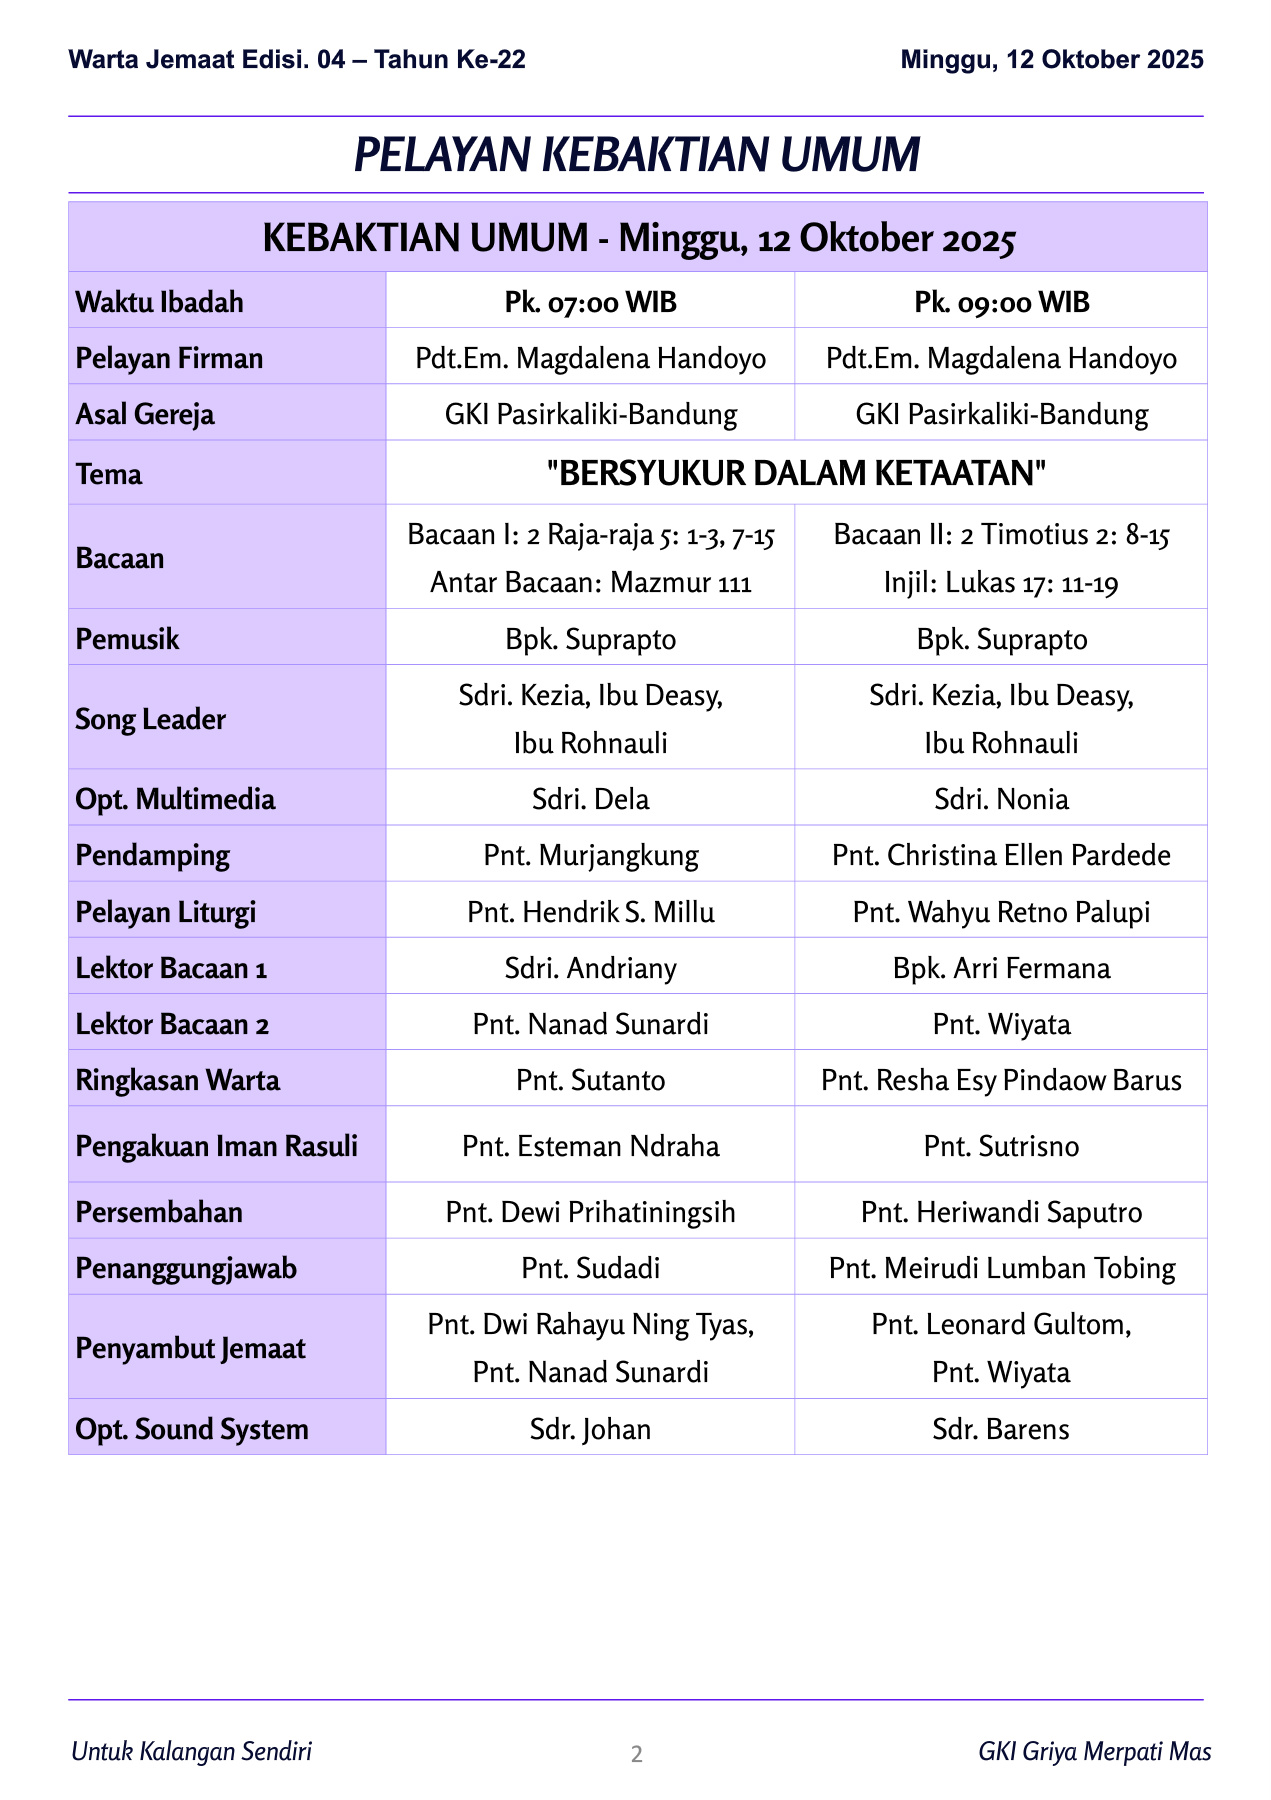 Warta Jemaat Edisi. 04 – Tahun Ke-22 Minggu, 12 Oktober 2025
PELAYAN KEBAKTIAN UMUM
KEBAKTIAN UMUM - Minggu, 12 Oktober 2025
Waktu Ibadah Pk. 07:00 WIB Pk. 09:00 WIB
Pelayan Firman Pdt.Em. Magdalena Handoyo Pdt.Em. Magdalena Handoyo
Asal Gereja GKI Pasirkaliki-Bandung GKI Pasirkaliki-Bandung
Tema "BERSYUKUR DALAM KETAATAN"
Bacaan
Bacaan I: 2 Raja-raja 5: 1-3, 7-15 Bacaan II: 2 Timotius 2: 8-15
Antar Bacaan: Mazmur 111 Injil: Lukas 17: 11-19
Pemusik Bpk. Suprapto Bpk. Suprapto
Song Leader
Sdri. Kezia, Ibu Deasy, Sdri. Kezia, Ibu Deasy,
Ibu Rohnauli Ibu Rohnauli
Opt. Multimedia Sdri. Dela Sdri. Nonia
Pendamping Pnt. Murjangkung Pnt. Christina Ellen Pardede
Pelayan Liturgi Pnt. Hendrik S. Millu Pnt. Wahyu Retno Palupi
Lektor Bacaan 1 Sdri. Andriany Bpk. Arri Fermana
Lektor Bacaan 2 Pnt. Nanad Sunardi Pnt. Wiyata
Ringkasan Warta Pnt. Sutanto Pnt. Resha Esy Pindaow Barus
Pengakuan Iman Rasuli Pnt. Esteman Ndraha Pnt. Sutrisno
Persembahan Pnt. Dewi Prihatiningsih Pnt. Heriwandi Saputro
Penanggungjawab Pnt. Sudadi Pnt. Meirudi Lumban Tobing
Penyambut Jemaat
Pnt. Dwi Rahayu Ning Tyas, Pnt. Leonard Gultom,
Pnt. Nanad Sunardi Pnt. Wiyata
Opt. Sound System Sdr. Johan Sdr. Barens
Untuk Kalangan Sendiri 2 GKI Griya Merpati Mas